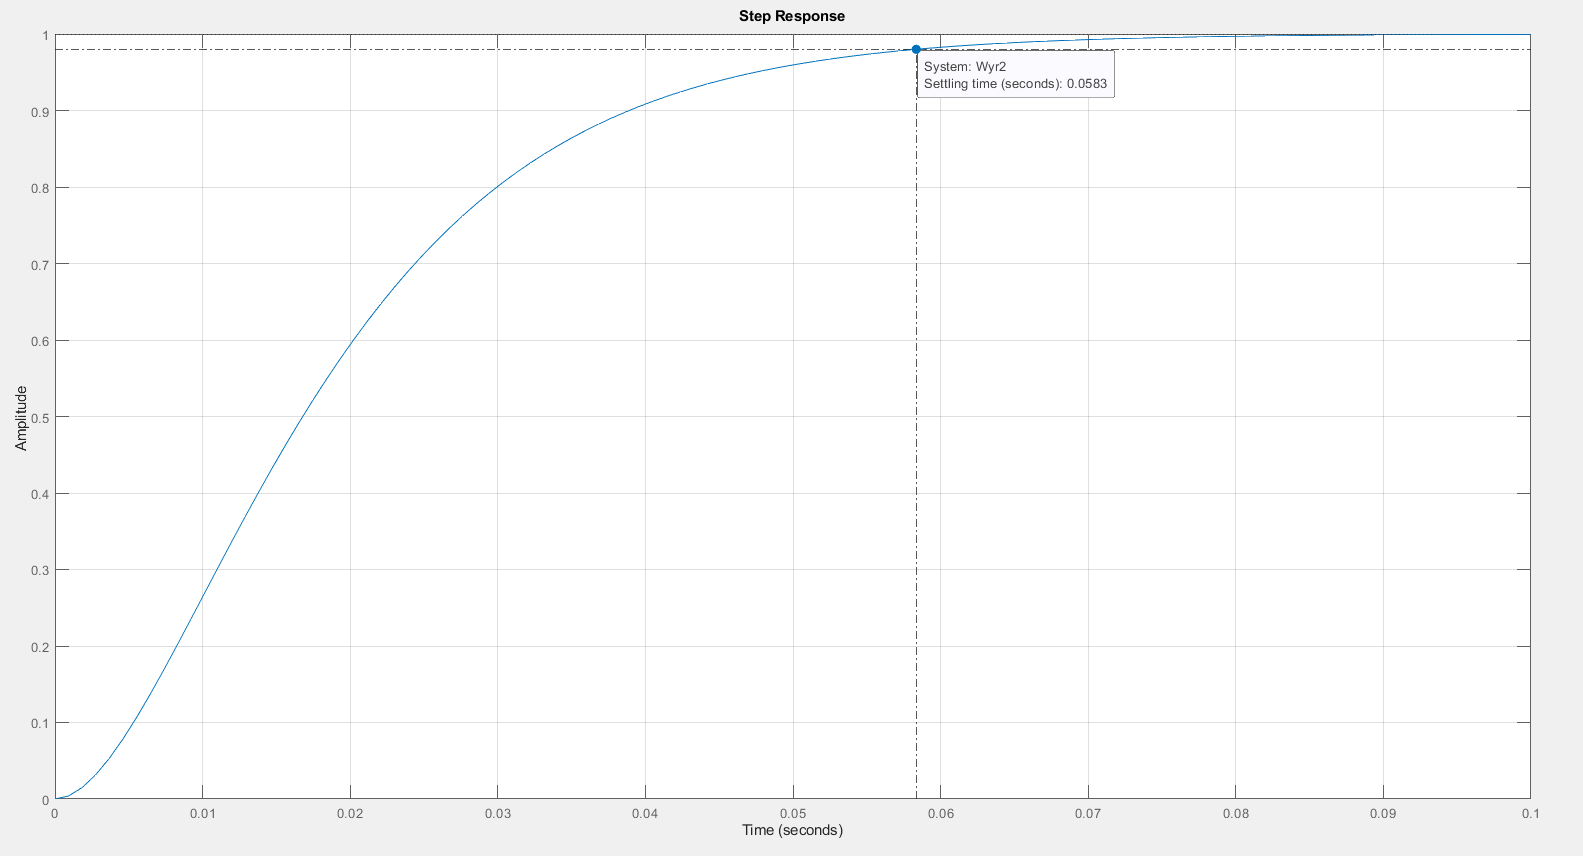 Step Response
Amplitude
1
0.9
0.8
0.7
0.6
0.5
0.4
0.3
0.2
0.1
0
System: Wyr2
Settling time (seconds): 0.0583
0 0.01 0.02 0.03 0.04 0.05 0.06 0.07 0.08 0.09 0.1
Time (seconds)